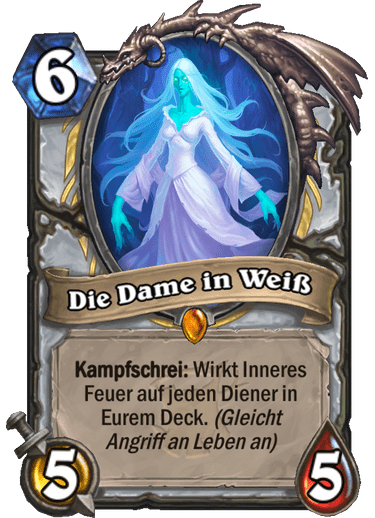 6
Die Dame in Weiß
Kampfschrei: Wirkt Inneres
Feuer auf jeden Diener in
Eurem Deck. (Gleicht
Angriff an Leben an)
5
5